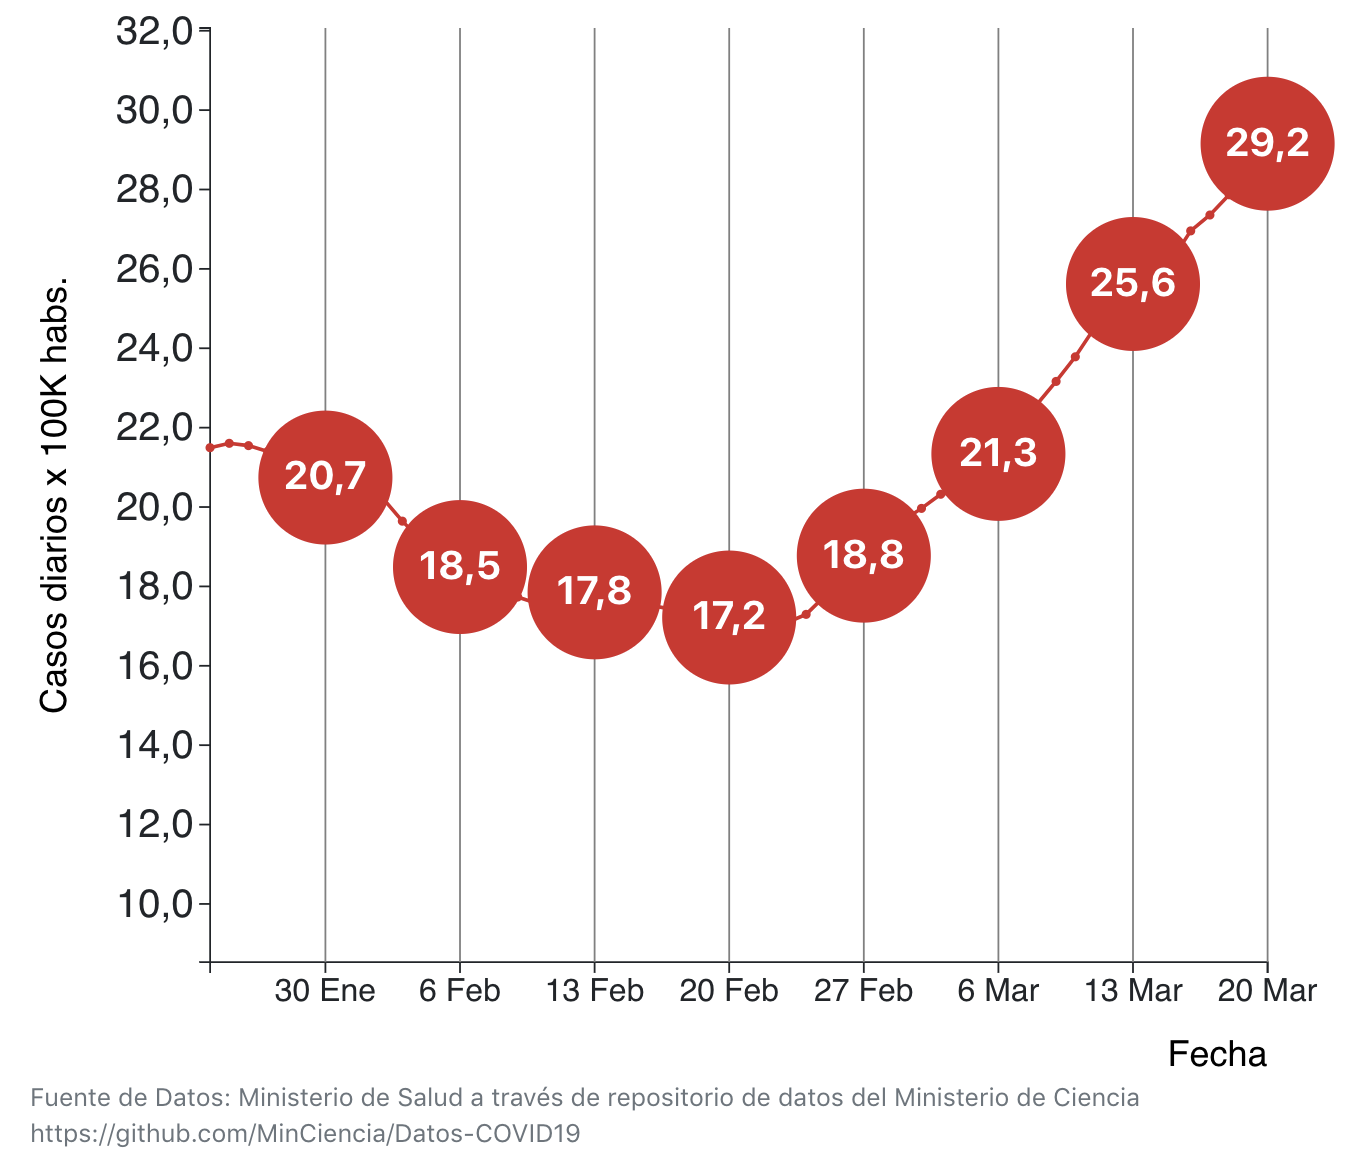 32,0
30,0
28,0
26,0
24,0
22,0
20,0
18,0
16,0
14,0
12,0
10,0
Casos diarios x 100K habs.
20,7
18,5
17,8
17,2
18,8
21,3
25,6
29,2
30 Ene
6 Feb
13 Feb
20 Feb
27 Feb
6 Mar
13 Mar
20 Mar
Fecha
Fuente de Datos: Ministerio de Salud a través de repositorio de datos del Ministerio de Ciencia
https://github.com/MinCiencia/Datos-COVID19